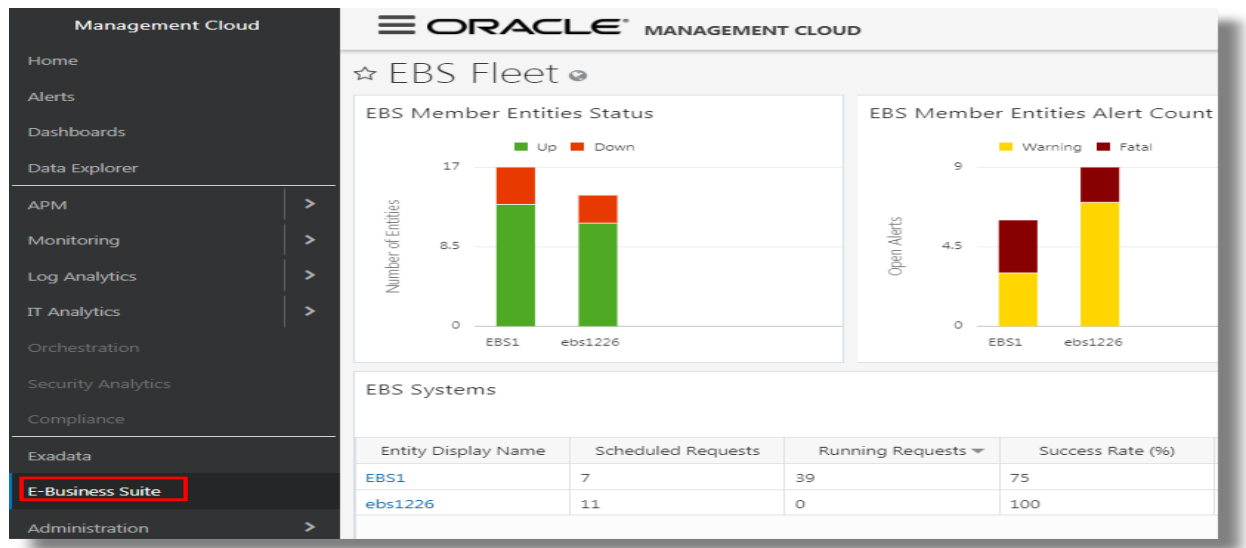 Management Cloud
Home
Alerts
Dashboards
Data Explorer
APM >
Monitoring >
Log Analytics >
IT Analytics >
Orchestration
Security Analytics
Compliance
Exadata
E-Business Suite
Administration >
ORACLE® MANAGEMENT CLOUD
EBS Fleet
EBS Member Entities Status
Up Down
Number of Entities
17
8.5
0
EBS1 ebs1226
EBS Member Entities Alert Count
Warning Fatal
Open Alerts
9
4.5
0
EBS1 ebs1226
EBS Systems
Entity Display Name Scheduled Requests Running Requests Success Rate (%)
EBS1 7 39 75
ebs1226 11 0 100